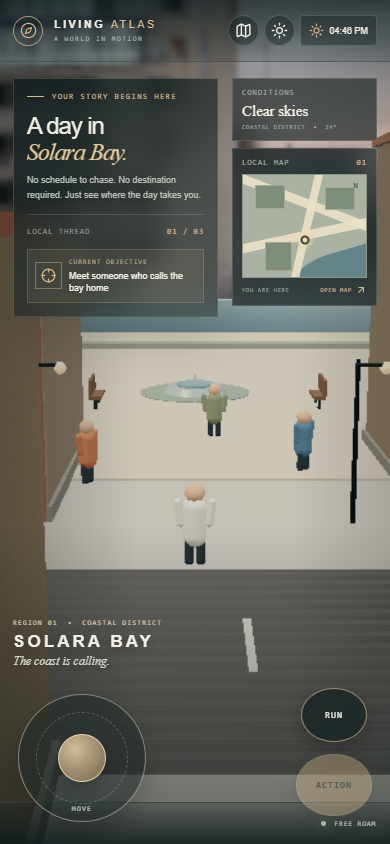 LIVING ATLAS
A WORLD IN MOTION
04:46 PM
YOUR STORY BEGINS HERE
A day in
Solara Bay.
No schedule to chase. No destination
required. Just see where the day takes you.
LOCAL THREAD 01 / 03
CURRENT OBJECTIVE
Meet someone who calls the
bay home
CONDITIONS
Clear skies
COASTAL DISTRICT • 24°
LOCAL MAP 01
N
YOU ARE HERE OPEN MAP
REGION 01 • COASTAL DISTRICT
SOLARA BAY
The coast is calling.
MOVE
RUN
ACTION
FREE ROAM